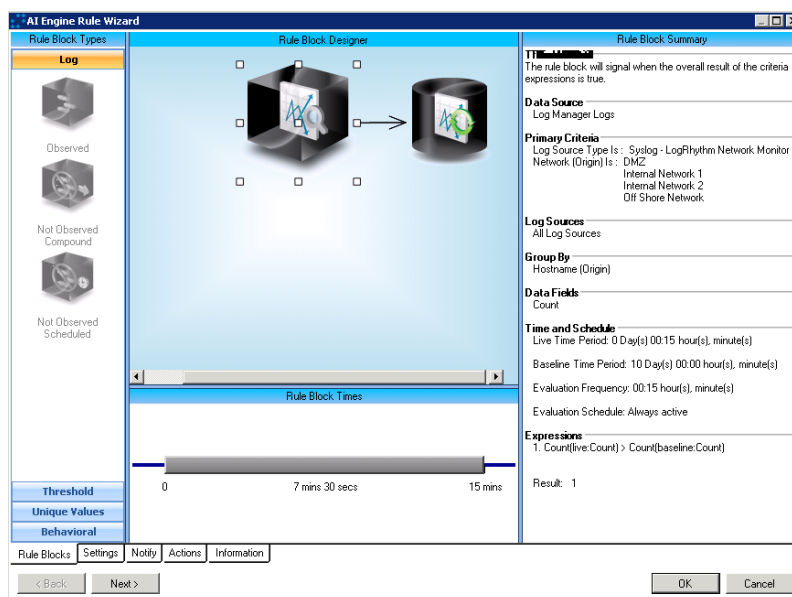 AI Engine Rule Wizard
Rule Block Types
Log
Observed
Not Observed
Compound
Not Observed
Scheduled
Threshold
Unique Values
Behavioral
Rule Block Designer
Rule Block Times
0
7 mins 30 secs
15 mins
Rule Block Summary
The rule block will signal when the overall result of the criteria
expressions is true.
Data Source
Log Manager Logs
Primary Criteria
Log Source Type Is : Syslog - LogRhythm Network Monitor
Network (Origin) Is : DMZ
Internal Network 1
Internal Network 2
Off Shore Network
Log Sources
All Log Sources
Group By
Hostname (Origin)
Data Fields
Count
Time and Schedule
Live Time Period: 0 Day(s) 00:15 hour(s), minute(s)
Baseline Time Period: 10 Day(s) 00:00 hour(s), minute(s)
Evaluation Frequency: 00:15 hour(s), minute(s)
Evaluation Schedule: Always active
Expressions
1. Count(live:Count) > Count(baseline:Count)
Result: 1
Rule Blocks
Settings
Notify
Actions
Information
< Back
Next >
OK
Cancel